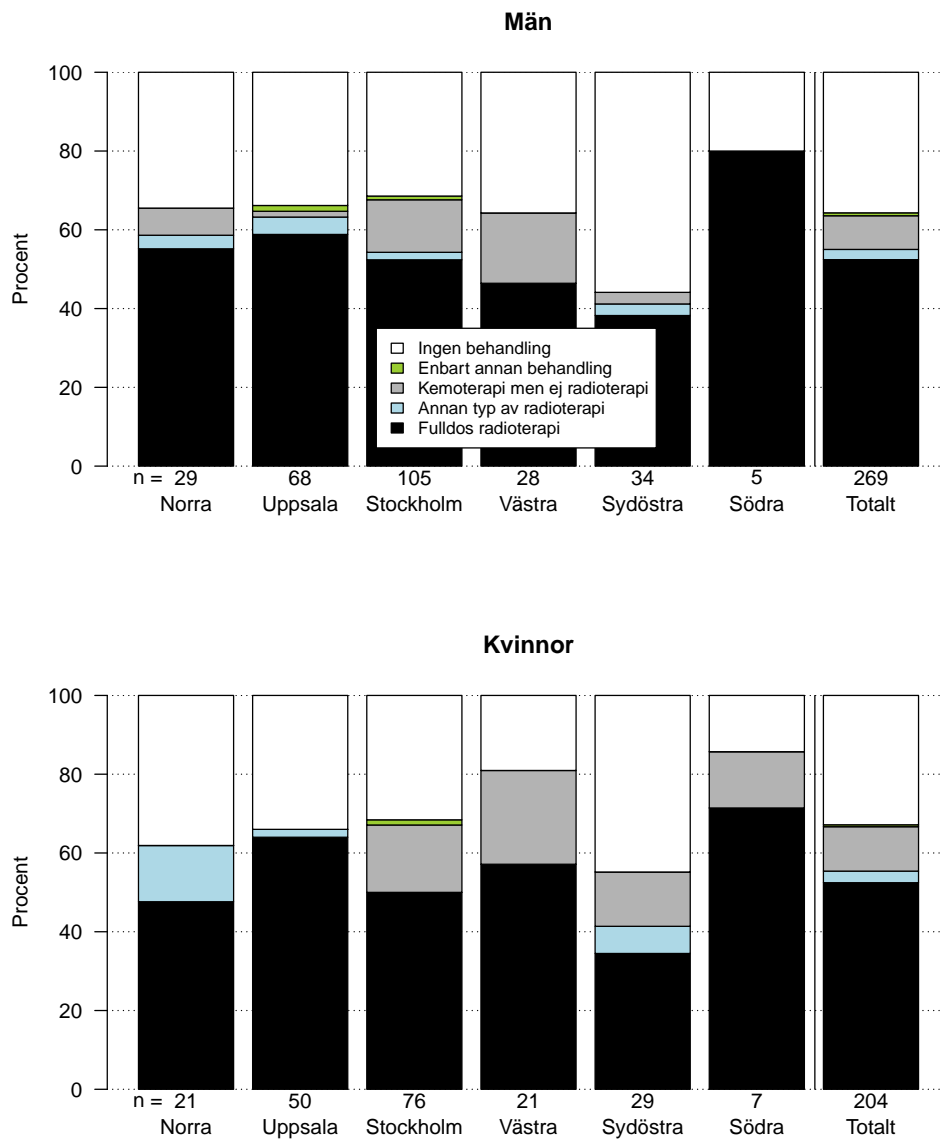 Män
Procent
100
80
60
40
20
0
Ingen behandling
Enbart annan behandling
Kemoterapi men ej radioterapi
Annan typ av radioterapi
Fulldos radioterapi
n = 29 68 105 28 34 5 269
Norra Uppsala Stockholm Västra Sydöstra Södra Totalt
Kvinnor
Procent
100
80
60
40
20
0
n = 21 50 76 21 29 7 204
Norra Uppsala Stockholm Västra Sydöstra Södra Totalt